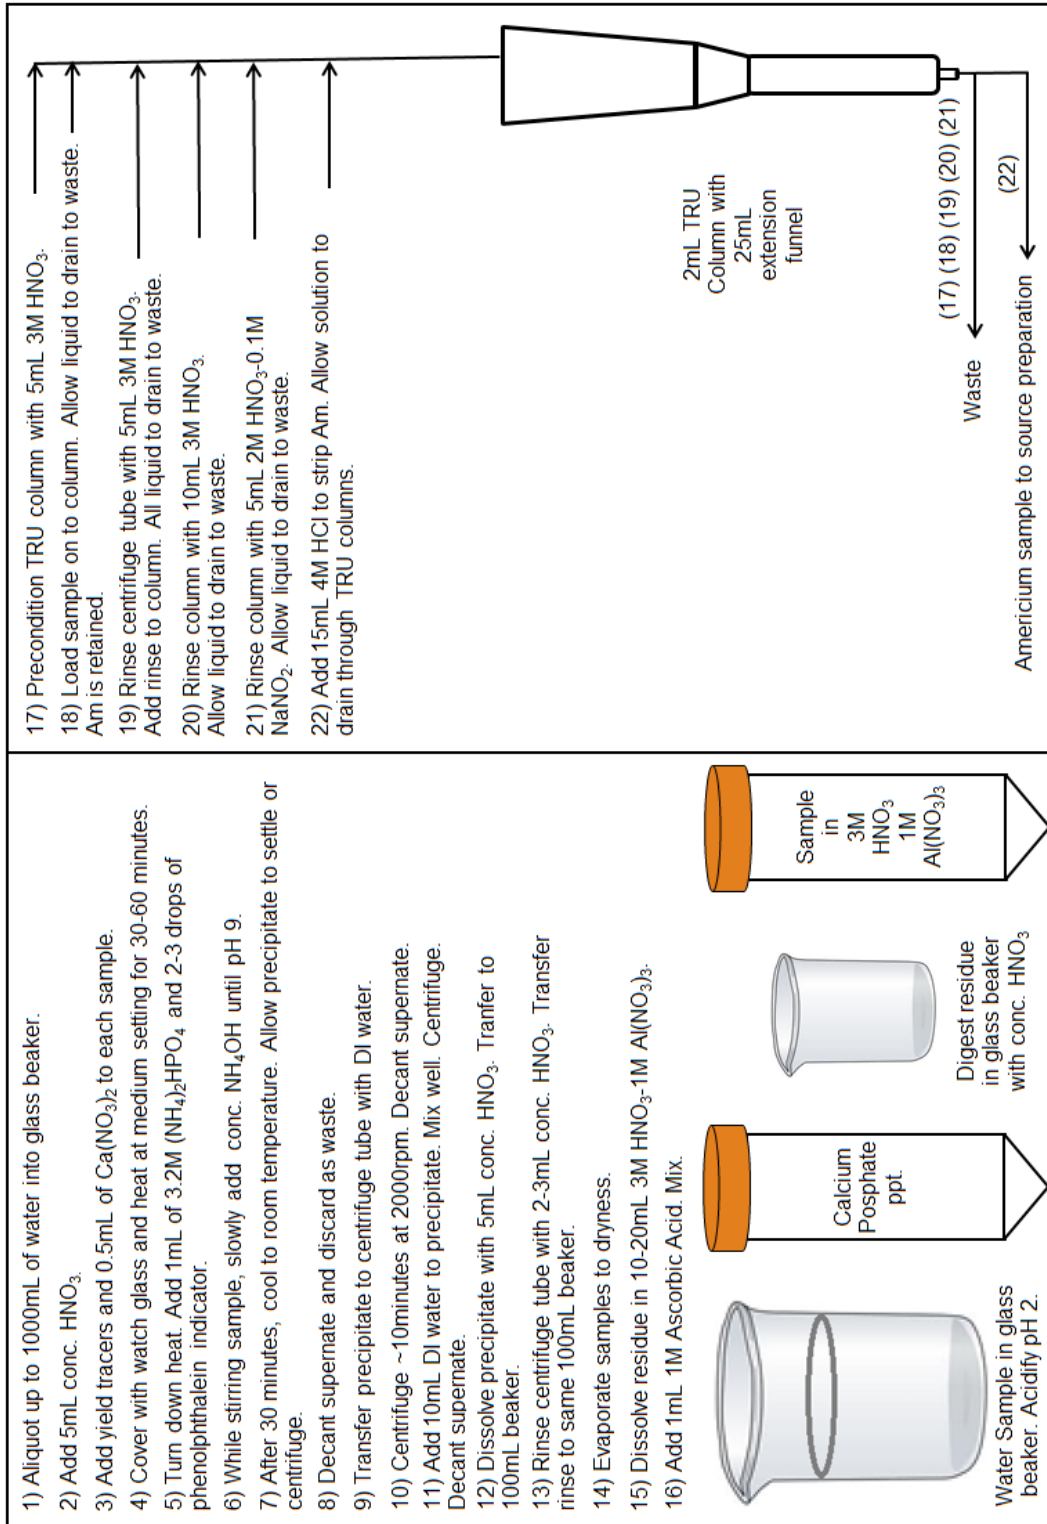 1) Aliquot up to 1000mL of water into glass beaker.
2) Add 5mL conc. HNO₃.
3) Add yield tracers and 0.5mL of Ca(NO₃)₂ to each sample.
4) Cover with watch glass and heat at medium setting for 30-60 minutes.
5) Turn down heat. Add 1mL of 3.2M (NH₄)₂HPO₄ and 2-3 drops of
phenolphthalein indicator.
6) While stirring sample, slowly add conc. NH₄OH until pH 9.
7) After 30 minutes, cool to room temperature. Allow precipitate to settle or
centrifuge.
8) Decant supernate and discard as waste.
9) Transfer precipitate to centrifuge tube with DI water.
10) Centrifuge ~10minutes at 2000rpm. Decant supernate.
11) Add 10mL DI water to precipitate. Mix well. Centrifuge.
Decant supernate.
12) Dissolve precipitate with 5mL conc. HNO₃. Tranfer to
100mL beaker.
13) Rinse centrifuge tube with 2-3mL conc. HNO₃. Transfer
rinse to same 100mL beaker.
14) Evaporate samples to dryness.
15) Dissolve residue in 10-20mL 3M HNO₃-1M Al(NO₃)₃.
16) Add 1mL 1M Ascorbic Acid. Mix.
Water Sample in glass
beaker. Acidify pH 2.
Calcium
Posphate
ppt.
Digest residue
in glass beaker
with conc. HNO₃
Sample
in
3M
HNO₃
1M
Al(NO₃)₃
17) Precondition TRU column with 5mL 3M HNO₃.
18) Load sample on to column. Allow liquid to drain to waste.
Am is retained.
19) Rinse centrifuge tube with 5mL 3M HNO₃.
Add rinse to column. All liquid to drain to waste.
20) Rinse column with 10mL 3M HNO₃.
Allow liquid to drain to waste.
21) Rinse column with 5mL 2M HNO₃-0.1M
NaNO₂. Allow liquid to drain to waste.
22) Add 15mL 4M HCl to strip Am. Allow solution to
drain through TRU columns.
2mL TRU
Column with
25mL
extension
funnel
(17) (18) (19) (20) (21)
Waste
(22)
Americium sample to source preparation